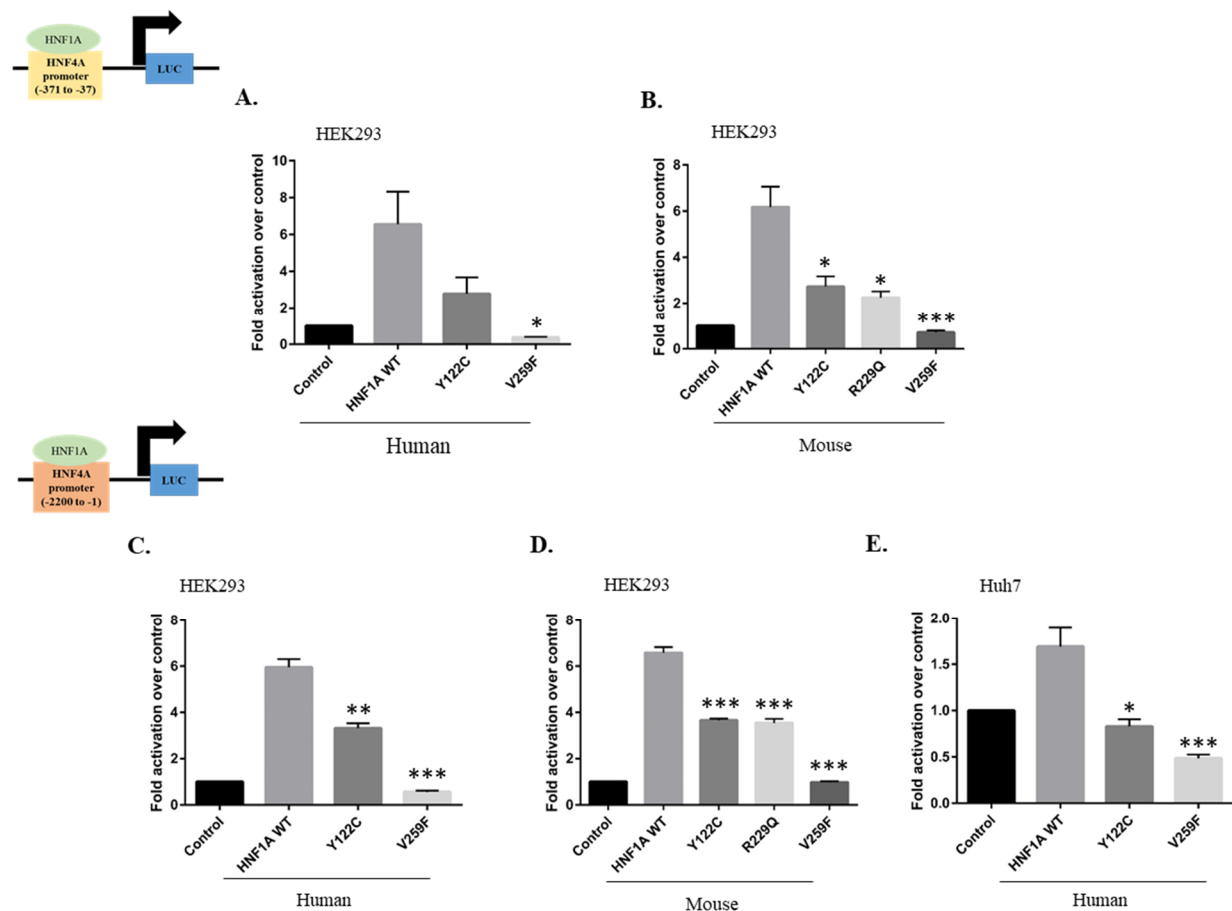 HNF1A
HNF4A
promoter
(-371 to -37)
LUC
A.
HEK293
Fold activation over control
10
8
6
4
2
0
*
Control
HNF1A WT
Y122C
V259F
Human
B.
HEK293
Fold activation over control
8
6
4
2
0
*
*
***
Control
HNF1A WT
Y122C
R229Q
V259F
Mouse
HNF1A
HNF4A
promoter
(-2200 to -1)
LUC
C.
HEK293
Fold activation over control
8
6
4
2
0
**
***
Control
HNF1A WT
Y122C
V259F
Human
D.
HEK293
Fold activation over control
8
6
4
2
0
***
***
***
Control
HNF1A WT
Y122C
R229Q
V259F
Mouse
E.
Huh7
Fold activation over control
2.0
1.5
1.0
0.5
0.0
*
***
Control
HNF1A WT
Y122C
V259F
Human